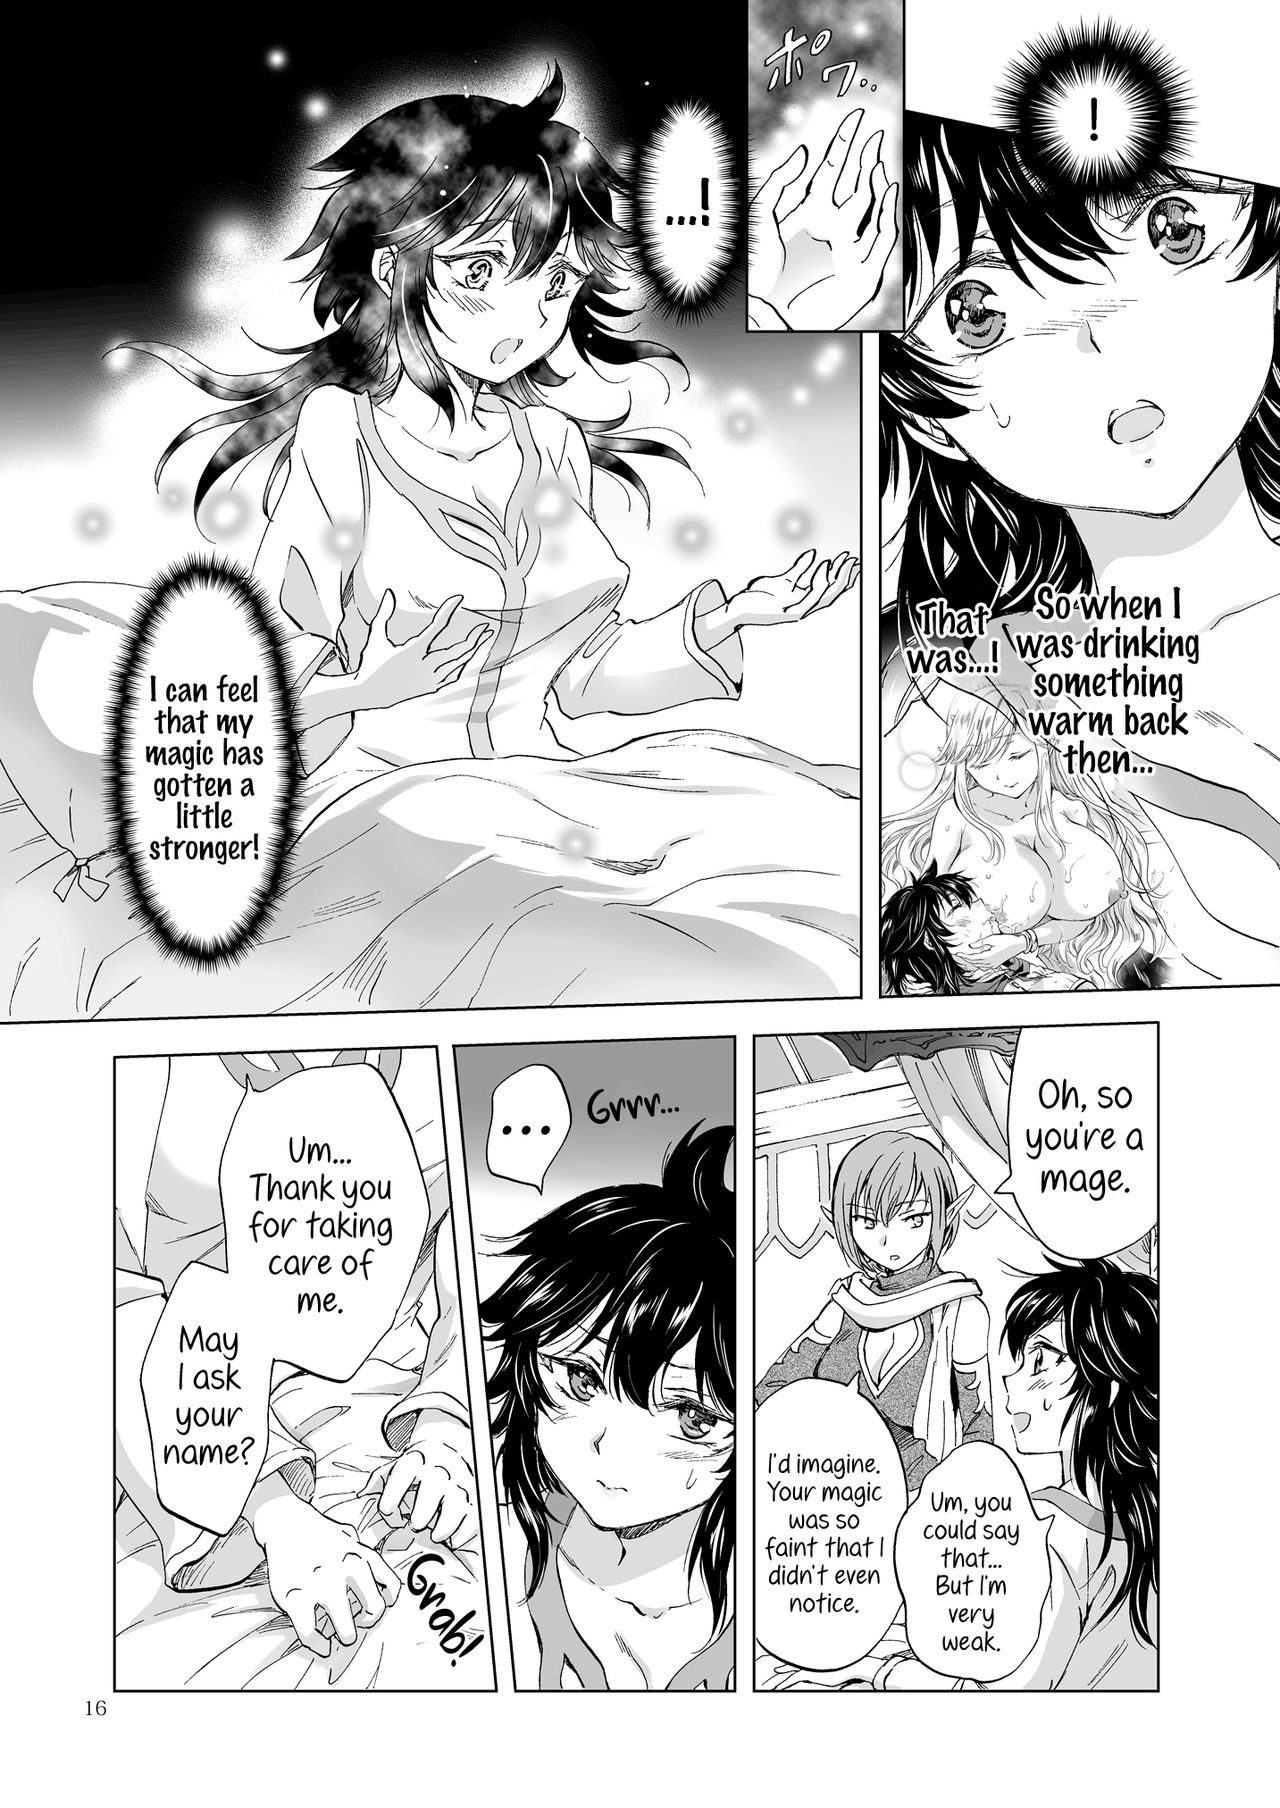 !
So when I
was drinking
something
warm back
then...
That
was...!
ポワ..
...!
I can feel
that my
magic has
gotten a
little
stronger!
Oh, so
you're a
mage.
Um, you
could say
that...
But I'm
very
weak.
I'd imagine.
Your magic
was so
faint that I
didn't even
notice.
...
Grrr...
Um...
Thank you
for taking
care of
me.
May
I ask
your
name?
Grab!
16